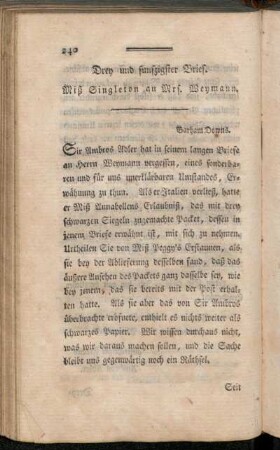 240
Drey und funfzigster Brief.
Miß Singleton an Mrs. Weymann.
Barham Downs.
Sir Ambros Adler hat in seinem langen Briefe
an Herrn Weymann vergessen, eines sonderba-
ren und für uns unerklärbaren Umstandes, Er-
wähnung zu thun. Als er Italien verließ, hatte
er Miß Annabellens Erlaubniß, das mit drey
schwarzen Siegeln zugemachte Packet, dessen in
jenem Briefe erwähnt ist, mit sich zu nehmen.
Urtheilen Sie von Miß Peggy's Erstaunen, als
sie bey der Ablieferung desselben fand, daß das
äussere Ansehen des Packets ganz dasselbe sey, wie
bey jenem, das sie bereits mit der Post erhal-
ten hatte. Als sie aber das von Sir Ambros
überbrachte eröfnete, enthielt es nichts weiter als
schwarzes Papier. Wir wissen durchaus nicht,
was wir daraus machen sollen, und die Sache
bleibt uns gegenwärtig noch ein Räthsel.
Seit